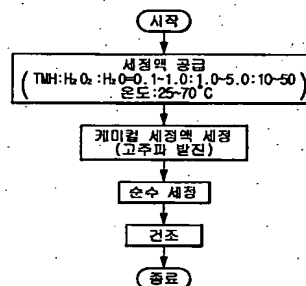 시작
세정액 공급
(TMH:H₂O₂:H₂O=0.1~1.0:1.0~5.0:10~50)
온도:25~70°C
케미컬 세정액 세정
(고주파 발진)
순수 세정
건조
종료